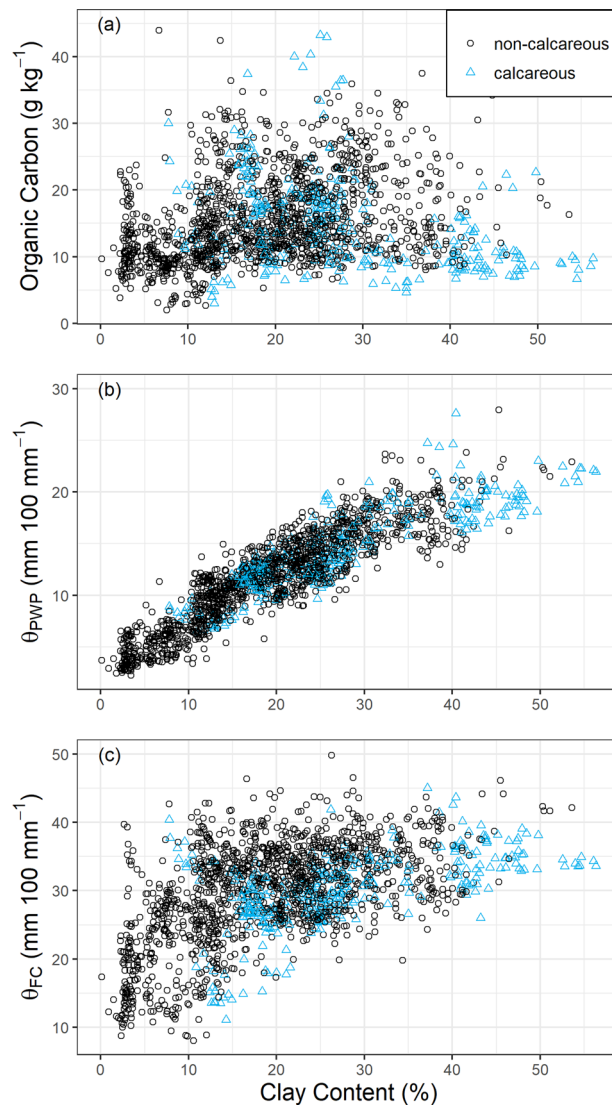 (a)
non-calcareous
calcareous
Organic Carbon (g kg⁻¹)
40
30
20
10
0
0 10 20 30 40 50
(b)
θPWP (mm 100 mm⁻¹)
30
20
10
0 10 20 30 40 50
(c)
θFC (mm 100 mm⁻¹)
50
40
30
20
10
0 10 20 30 40 50
Clay Content (%)